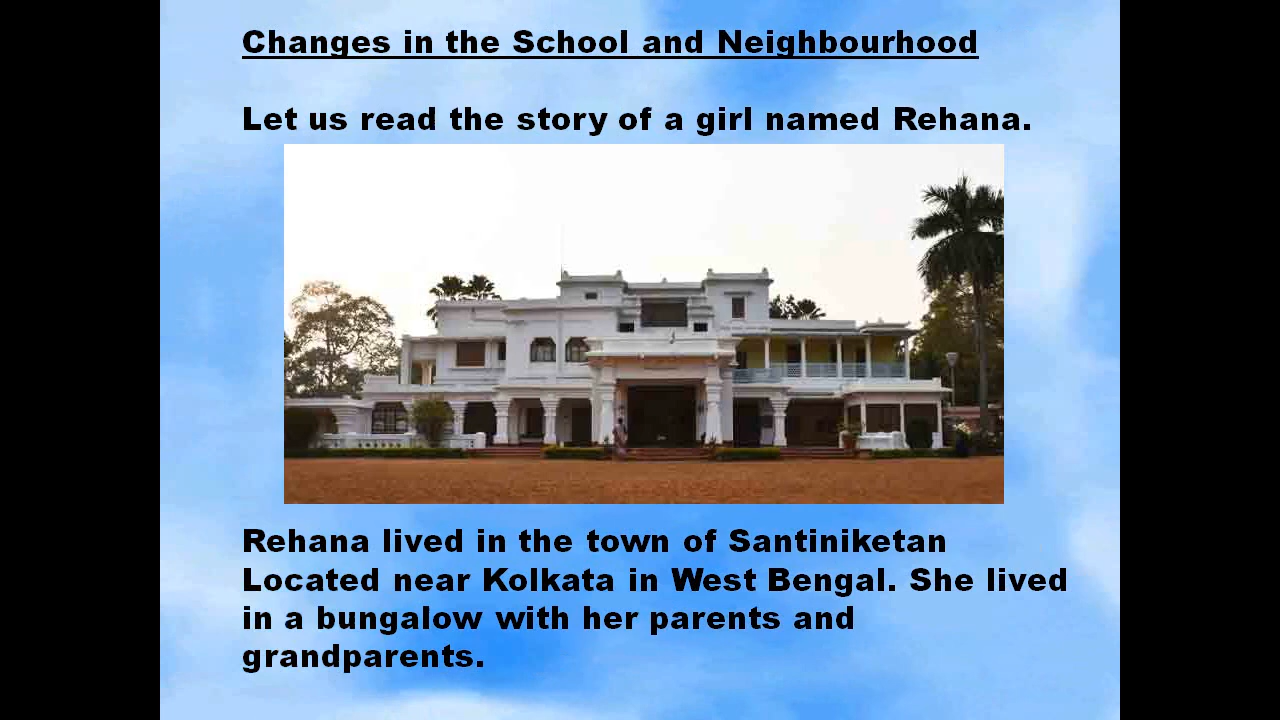 Changes in the School and Neighbourhood
Let us read the story of a girl named Rehana.
Rehana lived in the town of Santiniketan
Located near Kolkata in West Bengal. She lived
in a bungalow with her parents and
grandparents.